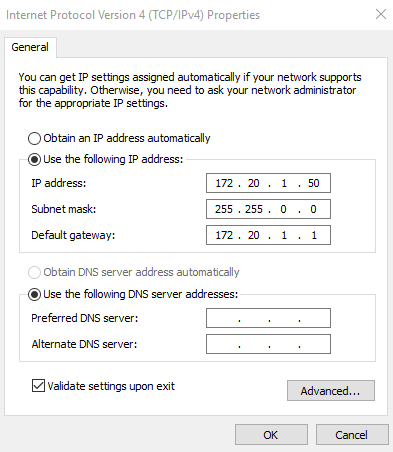 Internet Protocol Version 4 (TCP/IPv4) Properties
General
You can get IP settings assigned automatically if your network supports
this capability. Otherwise, you need to ask your network administrator
for the appropriate IP settings.
Obtain an IP address automatically
Use the following IP address:
IP address: 172 . 20 . 1 . 50
Subnet mask: 255 . 255 . 0 . 0
Default gateway: 172 . 20 . 1 . 1
Obtain DNS server address automatically
Use the following DNS server addresses:
Preferred DNS server: . . .
Alternate DNS server: . . .
Validate settings upon exit
Advanced...
OK Cancel